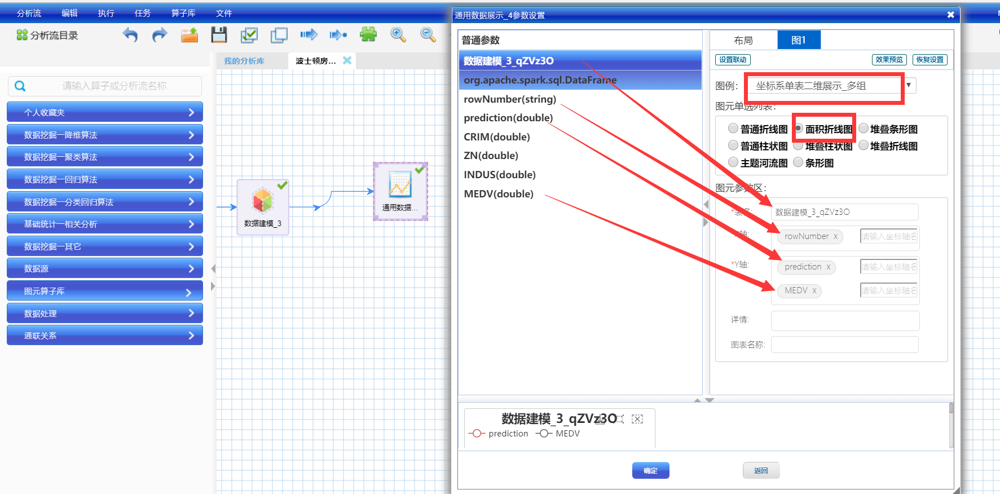 分析流 编辑 执行 任务 算子库 文件
分析流目录
我的分析库 波士顿房...
请输入算子或分析流名称
个人收藏夹
数据挖掘—降维算法
数据挖掘—聚类算法
数据挖掘—回归算法
数据挖掘—分类回归算法
基础统计—相关分析
数据挖掘—其它
数据源
图元算子库
数据处理
通联关系
数据建模_3
通用数据...
通用数据展示_4参数设置
普通参数
数据建模_3_qZVz3O
org.apache.spark.sql.DataFrame
rowNumber(string)
prediction(double)
CRIM(double)
ZN(double)
INDUS(double)
MEDV(double)
布局 图1
设置联动 效果预览 恢复设置
图例: 坐标系单表二维展示_多组
图元单选列表:
普通折线图 面积折线图 堆叠条形图
普通柱状图 堆叠柱状图 堆叠折线图
主题河流图 条形图
图元参数区:
*表名: 数据建模_3_qZVz3O
轴: rowNumber x 请输入坐标轴名
*Y轴: prediction x 请输入坐标轴名
MEDV x 请输入坐标轴名
详情:
图表名称:
数据建模_3_qZVz3O
prediction MEDV
确定 返回